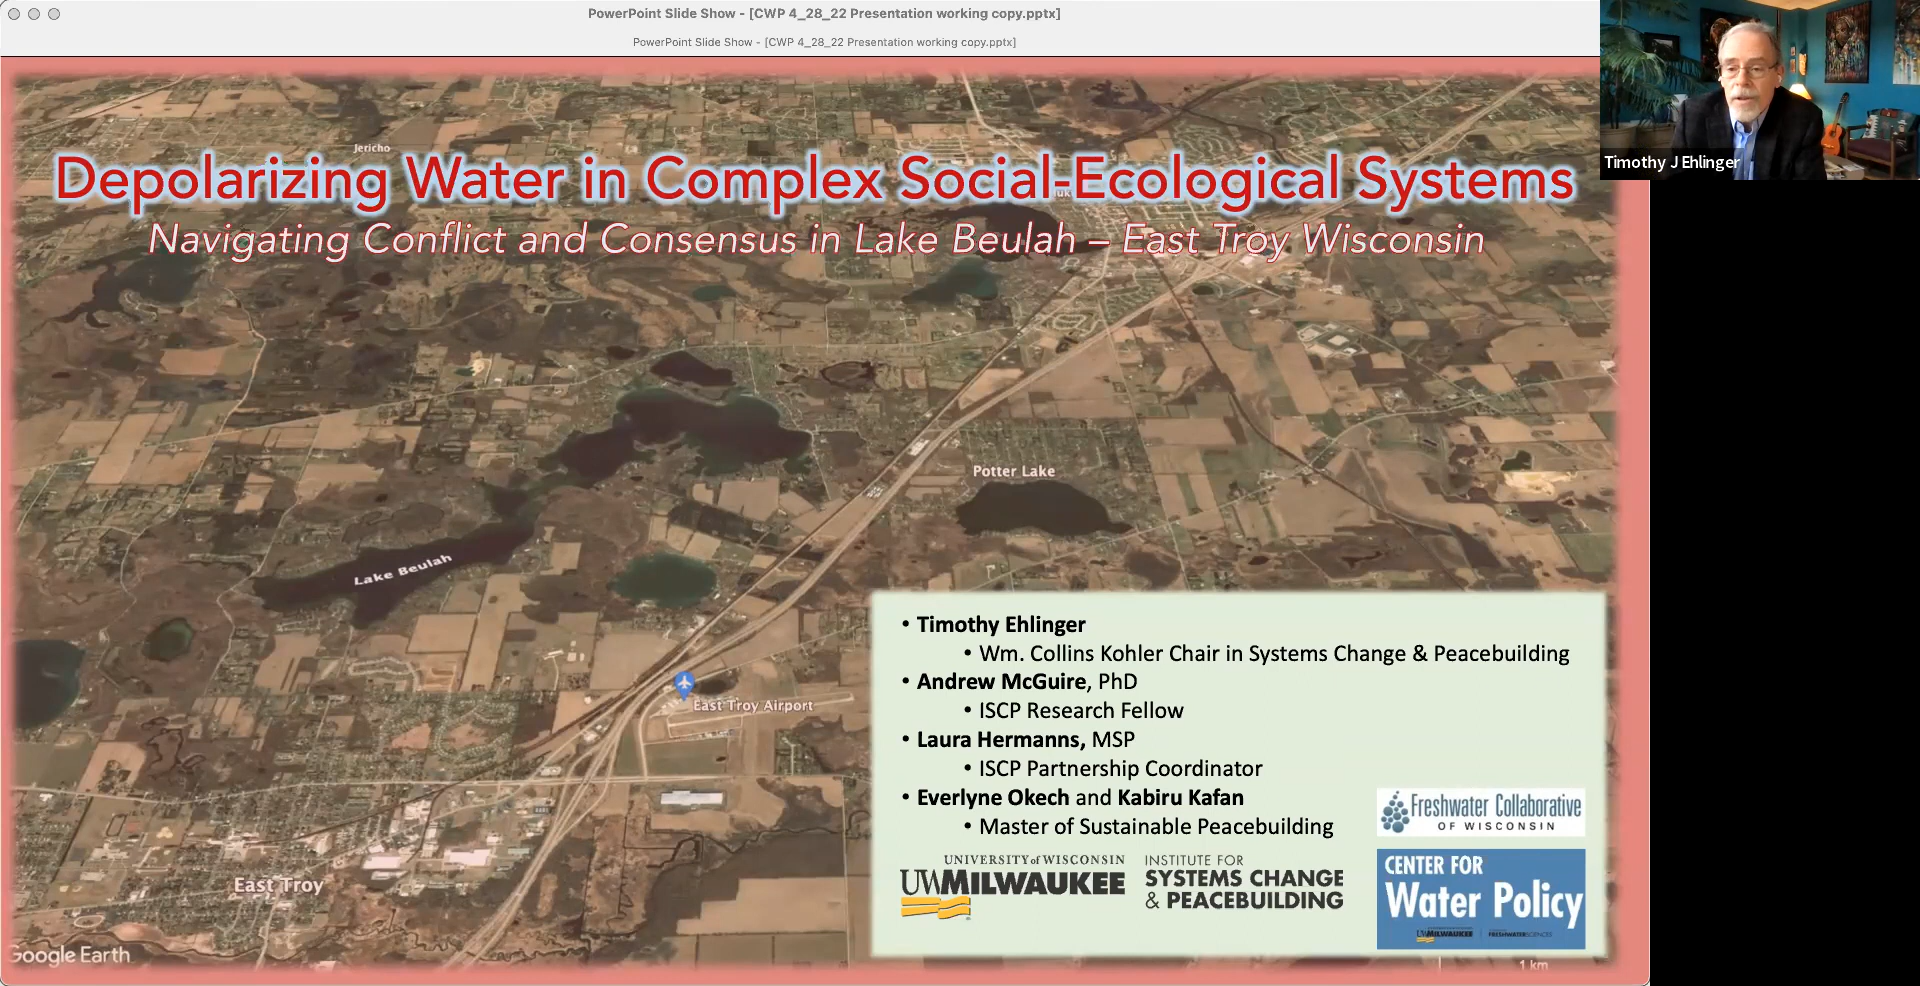 PowerPoint Slide Show - [CWP 4_28_22 Presentation working copy.pptx]
PowerPoint Slide Show - [CWP 4_28_22 Presentation working copy.pptx]
Timothy J Ehlinger
Jericho
Depolarizing Water in Complex Social-Ecological Systems
Navigating Conflict and Consensus in Lake Beulah – East Troy Wisconsin
Potter Lake
Lake Beulah
East Troy Airport
East Troy
Google Earth
• Timothy Ehlinger
• Wm. Collins Kohler Chair in Systems Change & Peacebuilding
• Andrew McGuire, PhD
• ISCP Research Fellow
• Laura Hermanns, MSP
• ISCP Partnership Coordinator
• Everlyne Okech and Kabiru Kafan
• Master of Sustainable Peacebuilding
Freshwater Collaborative
OF WISCONSIN
UNIVERSITY of WISCONSIN
UWMILWAUKEE
INSTITUTE FOR
SYSTEMS CHANGE
& PEACEBUILDING
CENTER FOR
Water Policy
UWMILWAUKEE
1 km